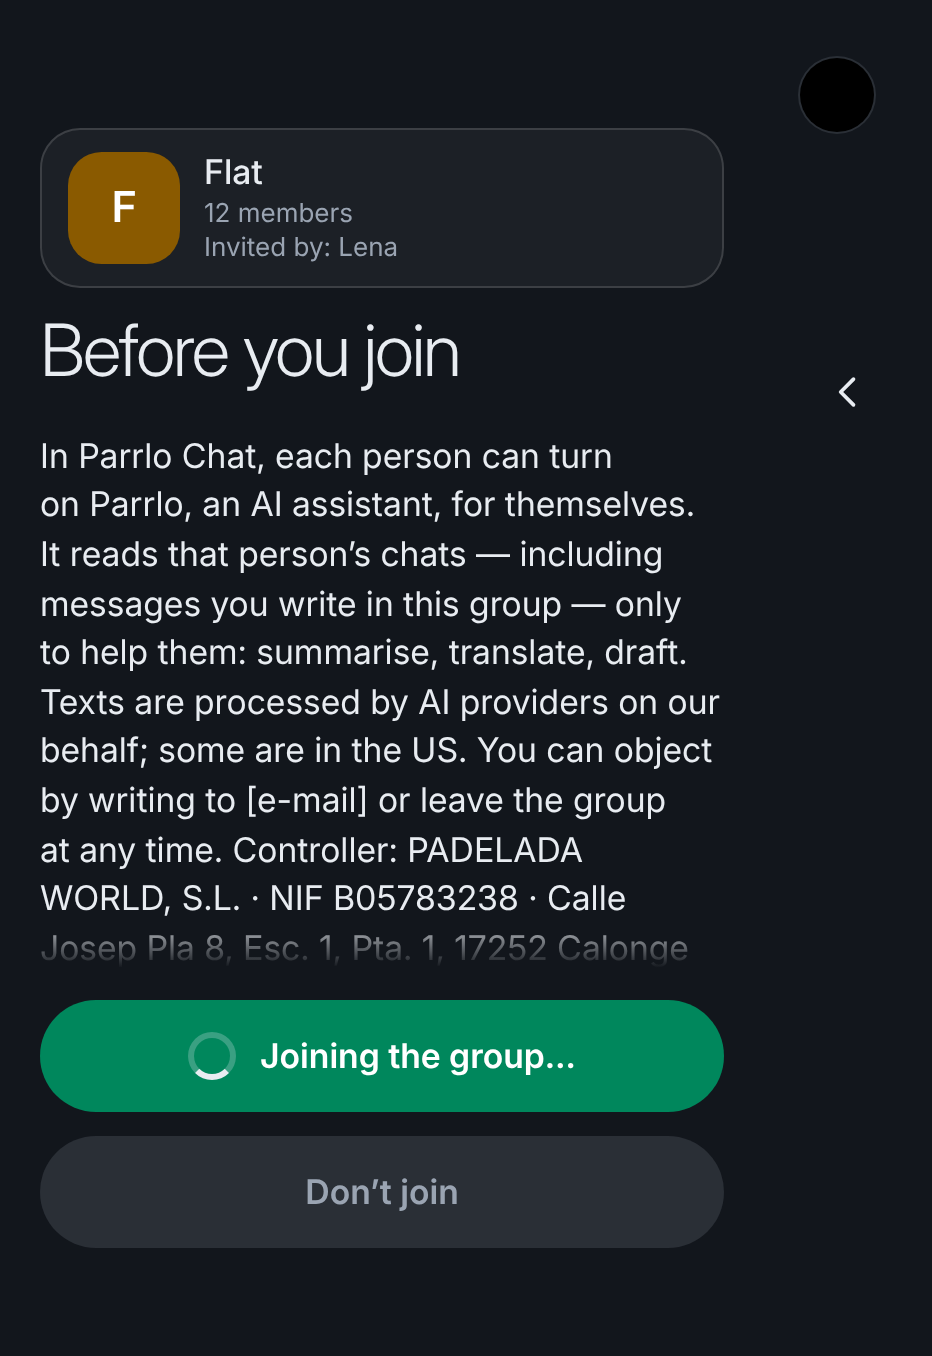 F
Flat
12 members
Invited by: Lena
Before you join
In Parrlo Chat, each person can turn
on Parrlo, an AI assistant, for themselves.
It reads that person’s chats — including
messages you write in this group — only
to help them: summarise, translate, draft.
Texts are processed by AI providers on our
behalf; some are in the US. You can object
by writing to [e-mail] or leave the group
at any time. Controller: PADELADA
WORLD, S.L. · NIF B05783238 · Calle
Josep Pla 8, Esc. 1, Pta. 1, 17252 Calonge
Joining the group…
Don’t join